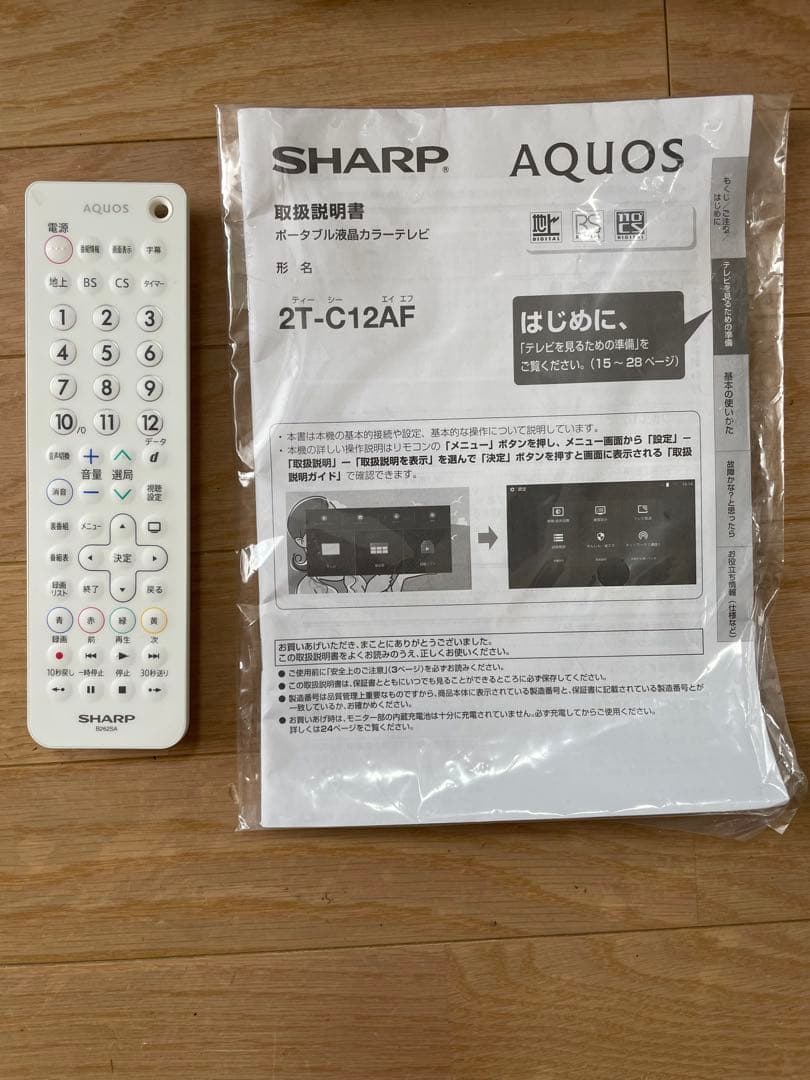 AQUOS
電源
番組情報 画面表示 字幕
地上 BS CS タイマー
1 2 3
4 5 6
7 8 9
10/0 11 12
データ
音声切換 + d
音量 選局
消音 − 視聴設定
裏番組 メニュー
番組表 決定
録画リスト 終了 戻る
青 赤 緑 黄
録画 前 再生 次
10秒戻し 一時停止 停止 30秒送り
SHARP
SHARP® AQUOS
取扱説明書
ポータブル液晶カラーテレビ
地上 DIGITAL BS 110 CS DIGITAL
形 名
ティー シー エイ エフ
2T-C12AF
はじめに、
「テレビを見るための準備」を
ご覧ください。(15〜28ページ)
もくじ/ご注意/はじめに
テレビを見るための準備
基本の使いかた
故障かな?と思ったら
お役立ち情報(仕様など)
・本書は本機の基本的接続や設定、基本的な操作について説明しています。
・本機の詳しい操作説明はリモコンの「メニュー」ボタンを押し、メニュー画面から「設定」ー
「取扱説明」ー「取扱説明を表示」を選んで「決定」ボタンを押すと画面に表示される「取扱
説明ガイド」で確認できます。
設定
お買いあげいただき、まことにありがとうございました。
この取扱説明書をよくお読みのうえ、正しくお使いください。
● ご使用前に「安全上のご注意」(3ページ)を必ずお読みください。
● この取扱説明書は、保証書とともにいつでも見ることができるところに必ず保存してください。
● 製造番号は品質管理上重要なものですから、商品本体に表示されている製造番号と、保証書に記載されている製造番号とが
一致しているか、お確かめください。
● お買いあげ時は、モニター部の内蔵充電池は十分に充電されていません。必ず充電してからご使用ください。
詳しくは24ページをご覧ください。